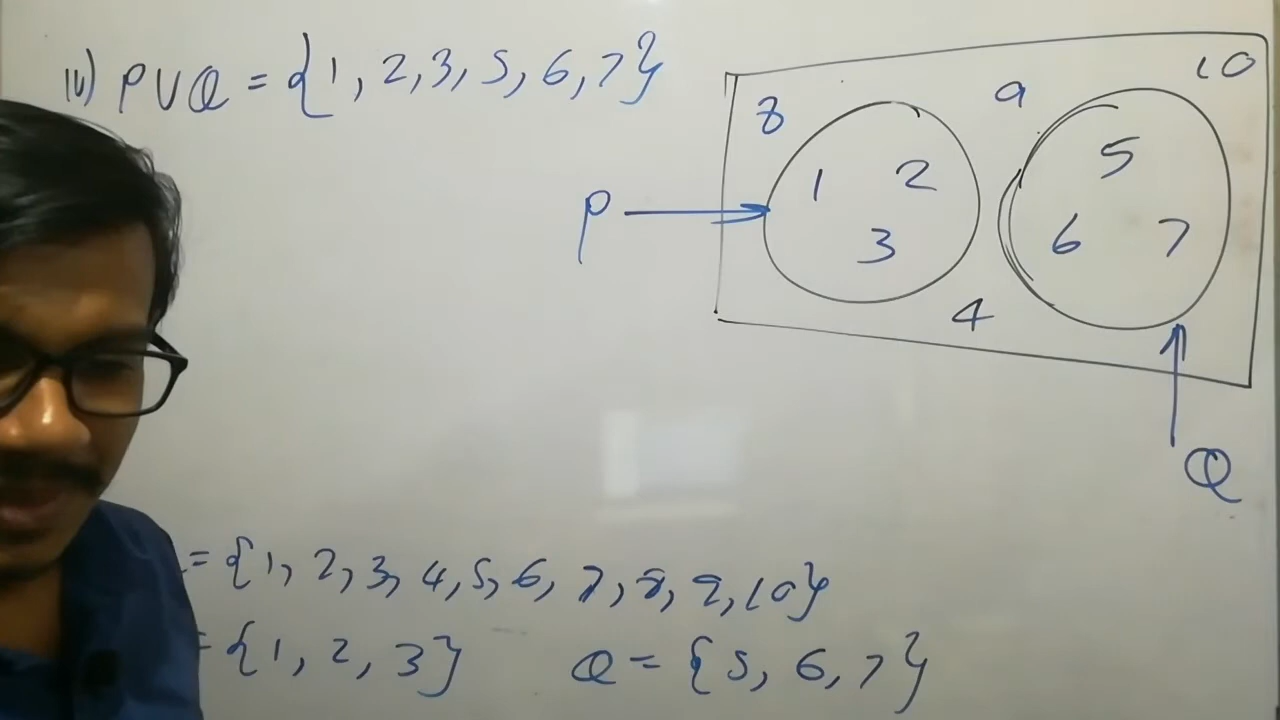 iv) P∪Q = {1, 2, 3, 5, 6, 7}
10
9
8
5
1 2
P
3
6 7
4
Q
= {1, 2, 3, 4, 5, 6, 7, 8, 9, 10}
= {1, 2, 3} Q = {5, 6, 7}